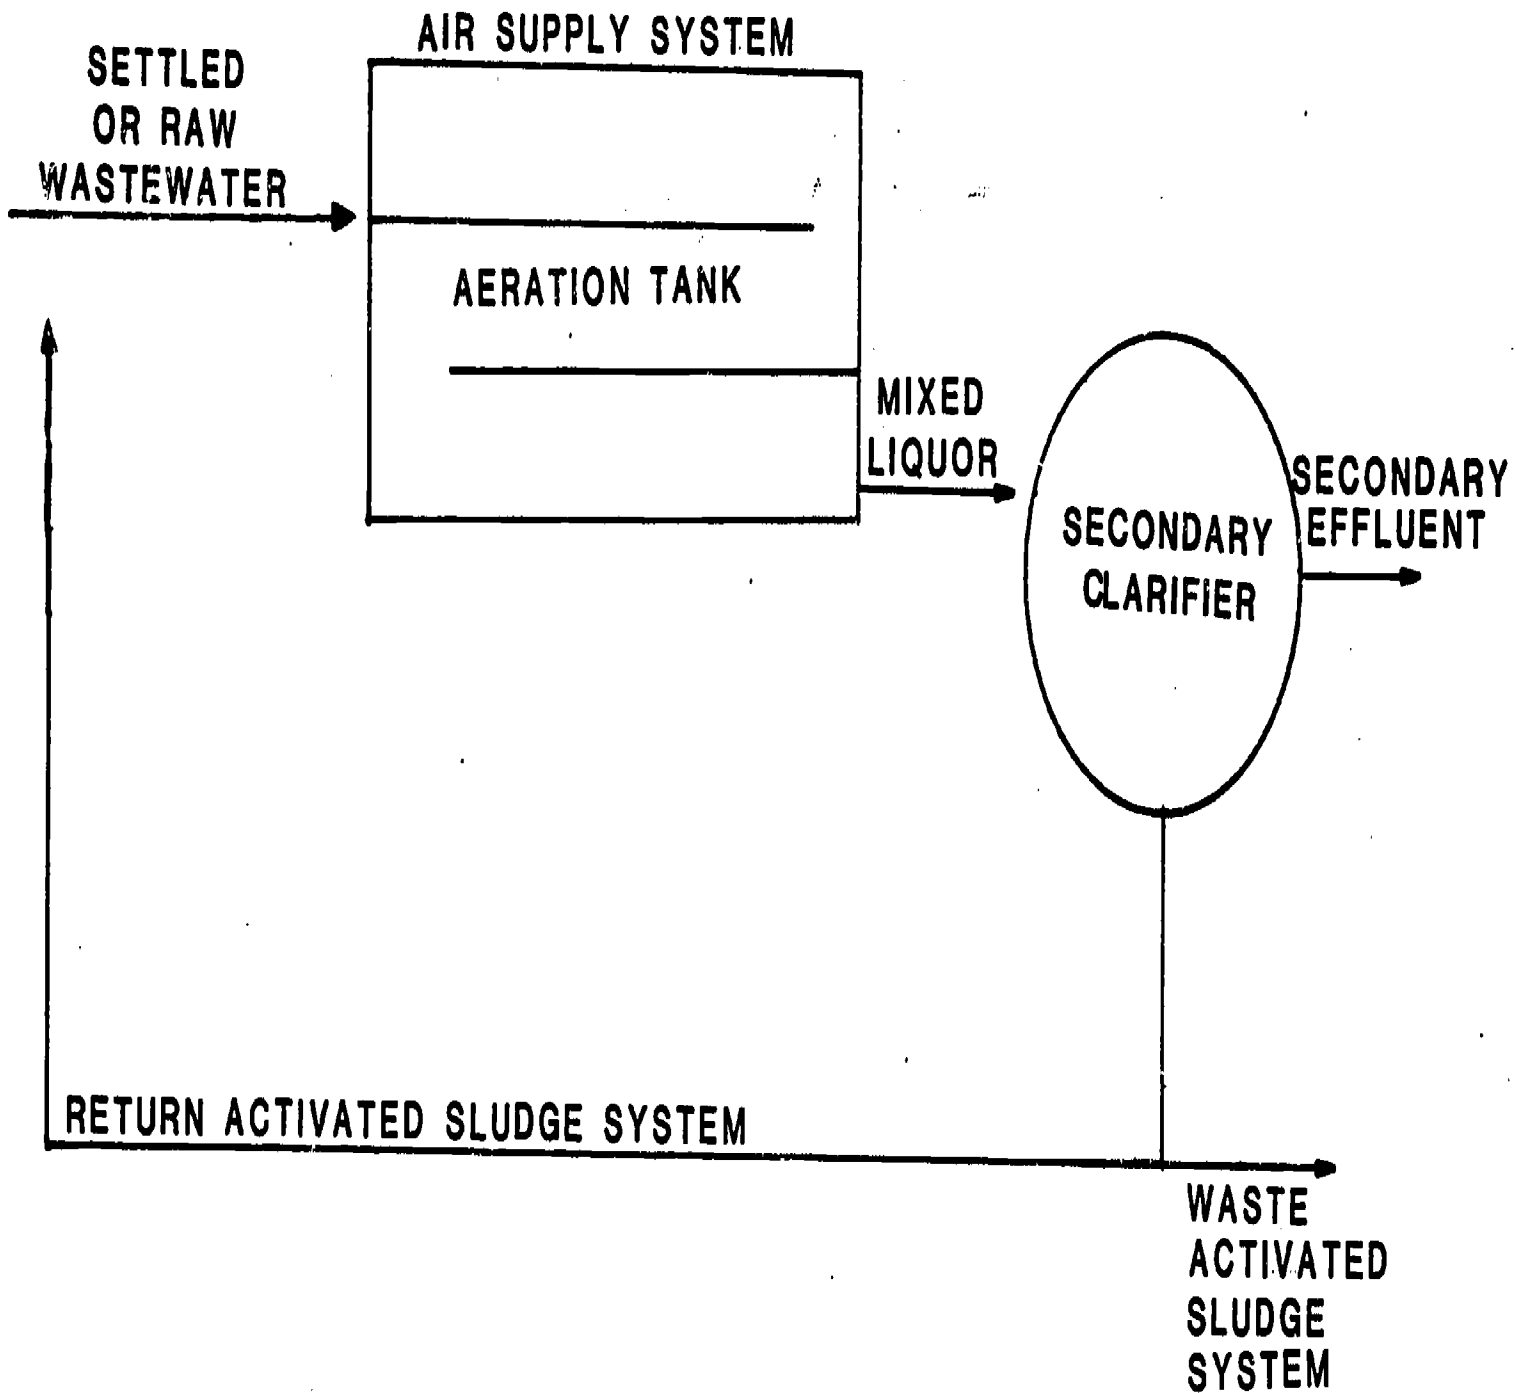 AIR SUPPLY SYSTEM
SETTLED
OR RAW
WASTEWATER
AERATION TANK
MIXED
LIQUOR
SECONDARY
CLARIFIER
SECONDARY
EFFLUENT
RETURN ACTIVATED SLUDGE SYSTEM
WASTE
ACTIVATED
SLUDGE
SYSTEM